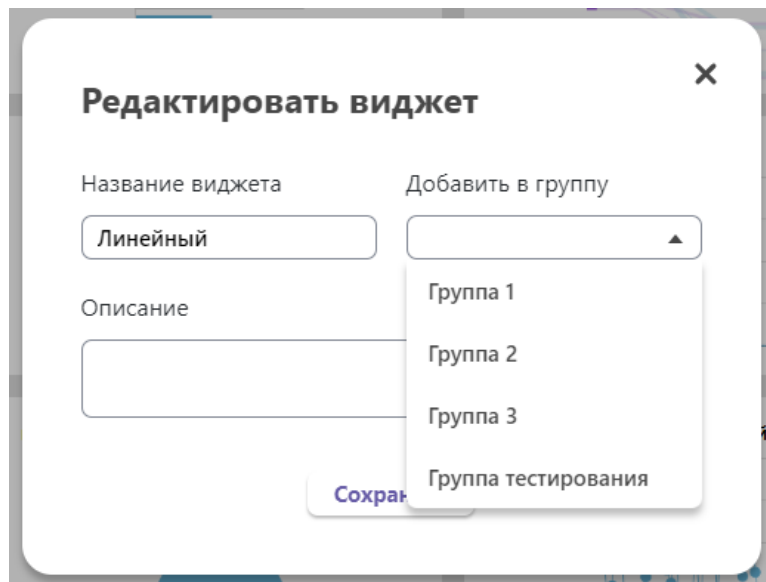 Редактировать виджет
Название виджета
Добавить в группу
Линейный
Группа 1
Описание
Группа 2
Группа 3
Группа тестирования